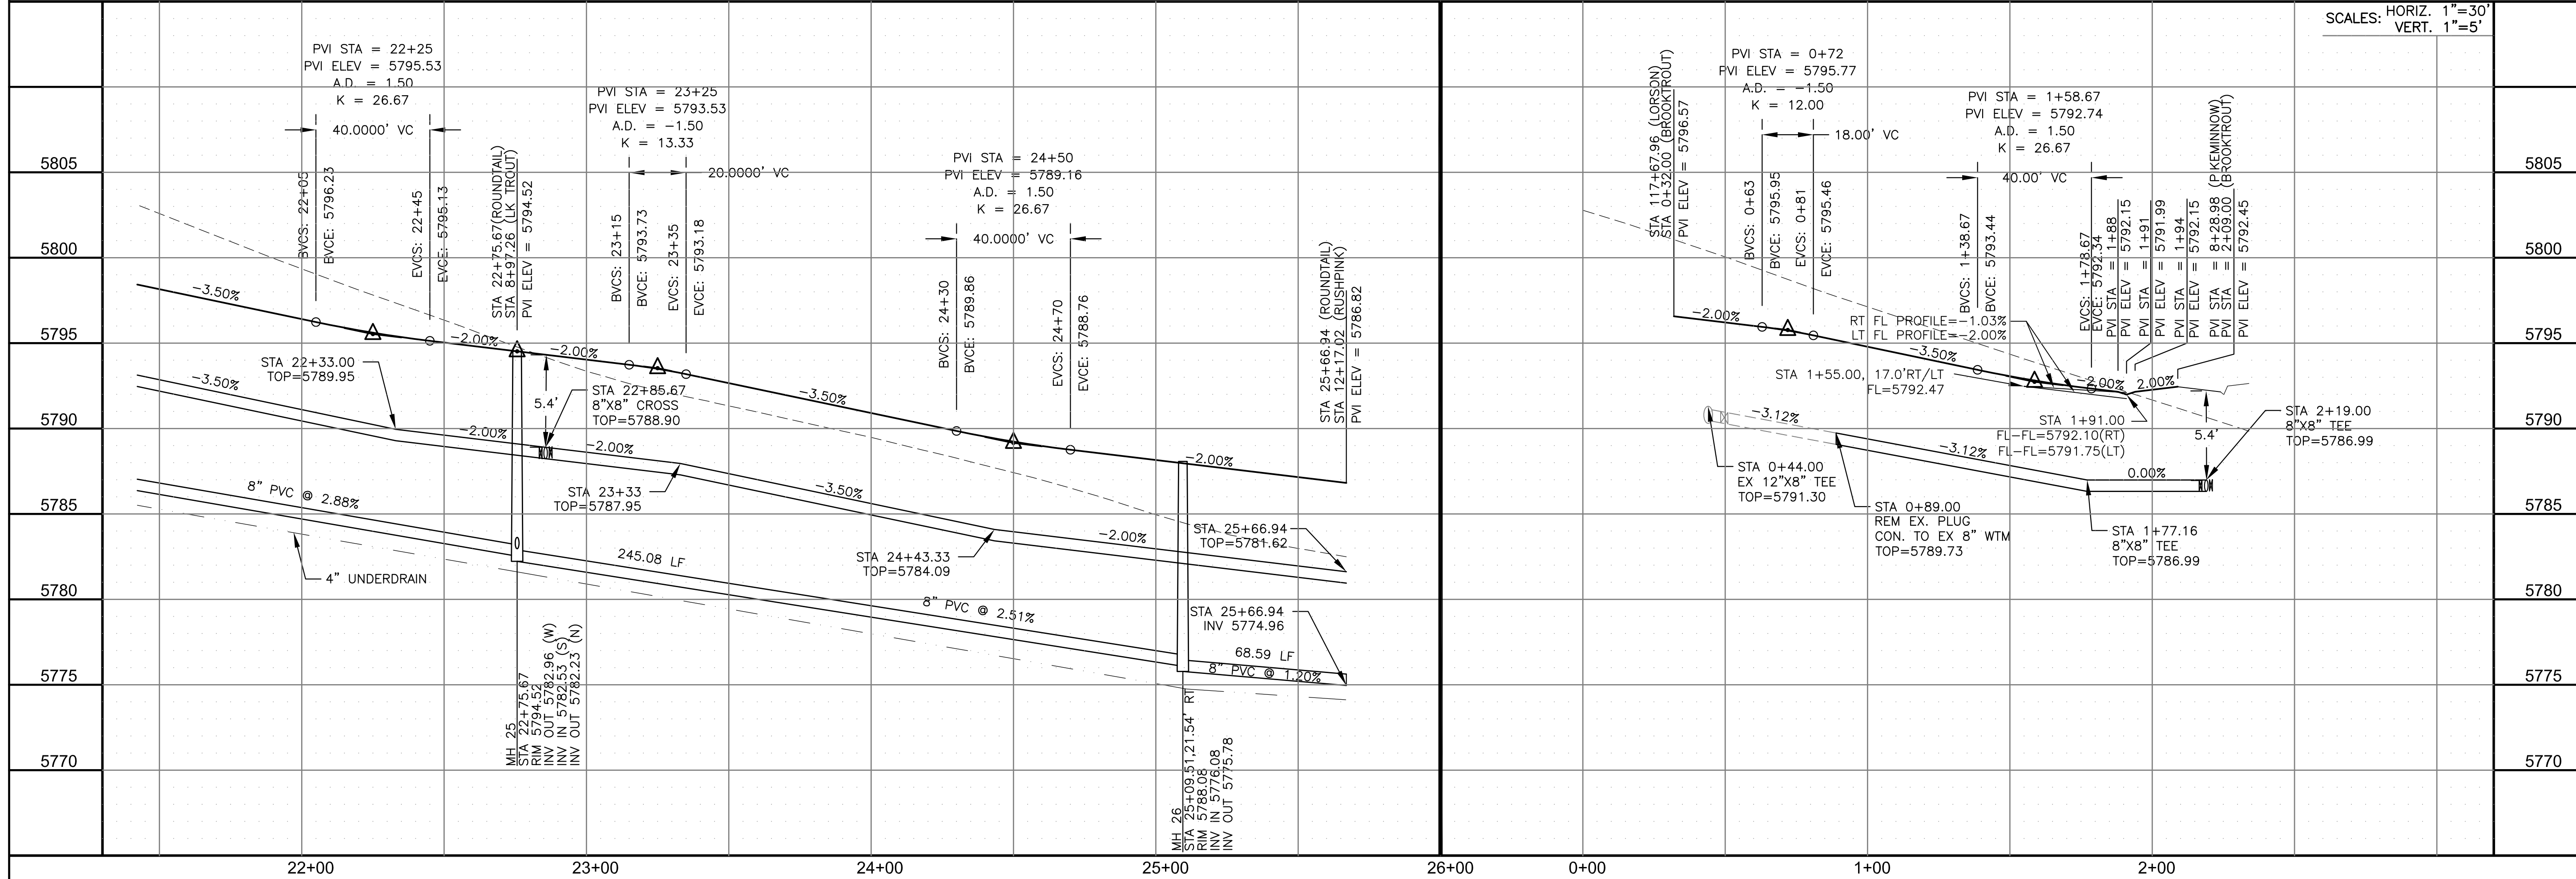 SCALES: HORIZ. 1"=30'
VERT. 1"=5'
PVI STA = 22+25
PVI ELEV = 5795.53
A.D. = 1.50
K = 26.67
40.0000' VC
BVCS: 22+05
BVCE: 5796.23
EVCS: 22+45
EVCE: 5795.13
STA 22+75.67(ROUNDTAIL)
STA 8+97.26 (LK TROUT)
PVI ELEV = 5794.52
PVI STA = 23+25
PVI ELEV = 5793.53
A.D. = -1.50
K = 13.33
20.0000' VC
BVCS: 23+15
BVCE: 5793.73
EVCS: 23+35
EVCE: 5793.18
PVI STA = 24+50
PVI ELEV = 5789.16
A.D. = 1.50
K = 26.67
40.0000' VC
BVCS: 24+30
BVCE: 5789.86
EVCS: 24+70
EVCE: 5788.76
STA 25+66.94 (ROUNDTAIL)
STA 12+17.02 (RUSHPINK)
PVI ELEV = 5786.82
-3.50%
-2.00%
-2.00%
-3.50%
-2.00%
STA 22+33.00
TOP=5789.95
-3.50%
-2.00%
5.4'
STA 22+85.67
8"X8" CROSS
TOP=5788.90
-2.00%
STA 23+33
TOP=5787.95
-3.50%
STA 24+43.33
TOP=5784.09
-2.00%
STA 25+66.94
TOP=5781.62
8" PVC @ 2.88%
4" UNDERDRAIN
245.08 LF
8" PVC @ 2.51%
STA 25+66.94
INV 5774.96
68.59 LF
8" PVC @ 1.20%
MH 25
STA 22+75.67
RIM 5794.52
INV OUT 5782.96 (W)
INV IN 5782.53 (S)
INV OUT 5782.23 (N)
MH 26
STA 25+09.51,21.54' RT
RIM 5788.08
INV IN 5776.08
INV OUT 5775.78
STA 117+67.96 (LORSON)
STA 0+32.00 (BROOKTROUT)
PVI ELEV = 5796.57
PVI STA = 0+72
PVI ELEV = 5795.77
A.D. = -1.50
K = 12.00
18.00' VC
BVCS: 0+63
BVCE: 5795.95
EVCS: 0+81
EVCE: 5795.46
PVI STA = 1+58.67
PVI ELEV = 5792.74
A.D. = 1.50
K = 26.67
40.00' VC
BVCS: 1+38.67
BVCE: 5793.44
EVCS: 1+78.67
EVCE: 5792.34
PVI STA = 1+88
PVI ELEV = 5792.15
PVI STA = 1+91
PVI ELEV = 5791.99
PVI STA = 1+94
PVI ELEV = 5792.15
STA 8+28.98 (PIKEMINNOW)
STA 2+09.00 (BROOKTROUT)
PVI ELEV = 5792.45
-2.00%
RT FL PROFILE=-1.03%
LT FL PROFILE=-2.00%
-3.50%
STA 1+55.00, 17.0'RT/LT
FL=5792.47
-2.00%
2.00%
STA 1+91.00
FL-FL=5792.10(RT)
FL-FL=5791.75(LT)
5.4'
STA 2+19.00
8"X8" TEE
TOP=5786.99
-3.12%
-3.12%
0.00%
STA 0+44.00
EX 12"X8" TEE
TOP=5791.30
STA 0+89.00
REM EX. PLUG
CON. TO EX 8" WTM
TOP=5789.73
STA 1+77.16
8"X8" TEE
TOP=5786.99
5805
5800
5795
5790
5785
5780
5775
5770
5805
5800
5795
5790
5785
5780
5775
5770
22+00
23+00
24+00
25+00
26+00
0+00
1+00
2+00